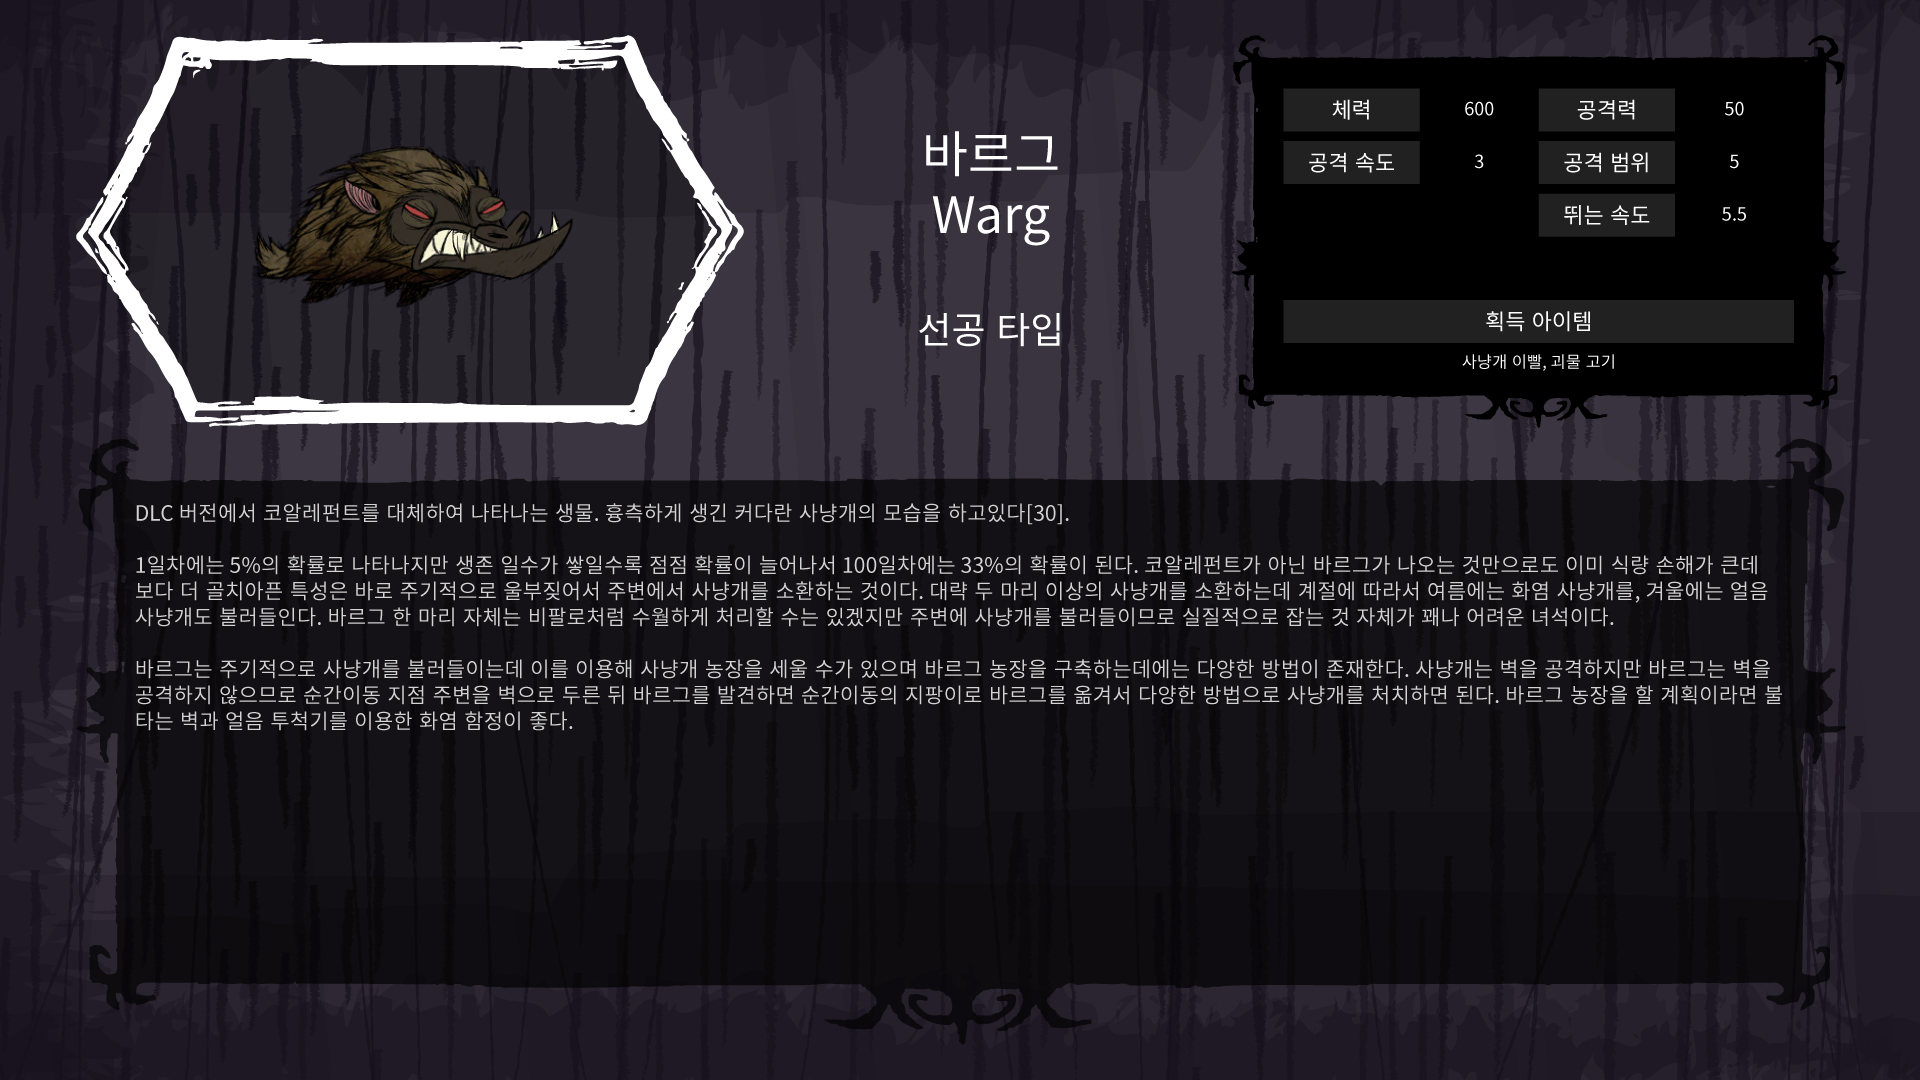 바르그
Warg
선공 타입
체력 600 공격력 50
공격 속도 3 공격 범위 5
뛰는 속도 5.5
획득 아이템
사냥개 이빨, 괴물 고기
DLC 버전에서 코알레펀트를 대체하여 나타나는 생물. 흉측하게 생긴 커다란 사냥개의 모습을 하고있다[30].
1일차에는 5%의 확률로 나타나지만 생존 일수가 쌓일수록 점점 확률이 늘어나서 100일차에는 33%의 확률이 된다. 코알레펀트가 아닌 바르그가 나오는 것만으로도 이미 식량 손해가 큰데
보다 더 골치아픈 특성은 바로 주기적으로 울부짖어서 주변에서 사냥개를 소환하는 것이다. 대략 두 마리 이상의 사냥개를 소환하는데 계절에 따라서 여름에는 화염 사냥개를, 겨울에는 얼음
사냥개도 불러들인다. 바르그 한 마리 자체는 비팔로처럼 수월하게 처리할 수는 있겠지만 주변에 사냥개를 불러들이므로 실질적으로 잡는 것 자체가 꽤나 어려운 녀석이다.
바르그는 주기적으로 사냥개를 불러들이는데 이를 이용해 사냥개 농장을 세울 수가 있으며 바르그 농장을 구축하는데에는 다양한 방법이 존재한다. 사냥개는 벽을 공격하지만 바르그는 벽을
공격하지 않으므로 순간이동 지점 주변을 벽으로 두른 뒤 바르그를 발견하면 순간이동의 지팡이로 바르그를 옮겨서 다양한 방법으로 사냥개를 처치하면 된다. 바르그 농장을 할 계획이라면 불
타는 벽과 얼음 투척기를 이용한 화염 함정이 좋다.